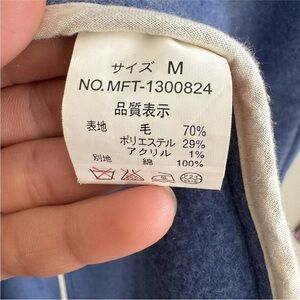 サイズ M
NO.MFT-1300824
品質表示
表地 毛 70%
ポリエステル 29%
アクリル 1%
別地 綿 100%